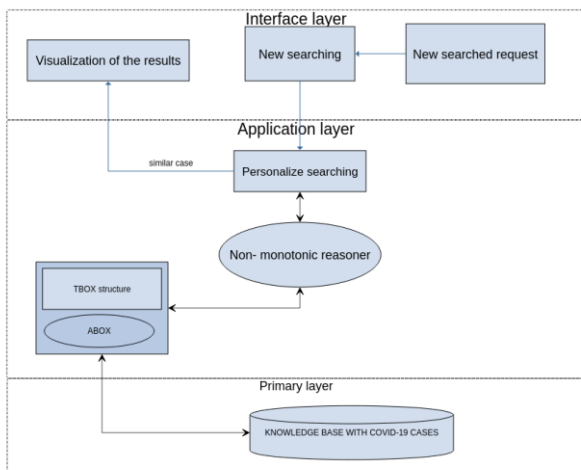 Interface layer
Visualization of the results
New searching
New searched request
Application layer
similar case
Personalize searching
Non- monotonic reasoner
TBOX structure
ABOX
Primary layer
KNOWLEDGE BASE WITH COVID-19 CASES